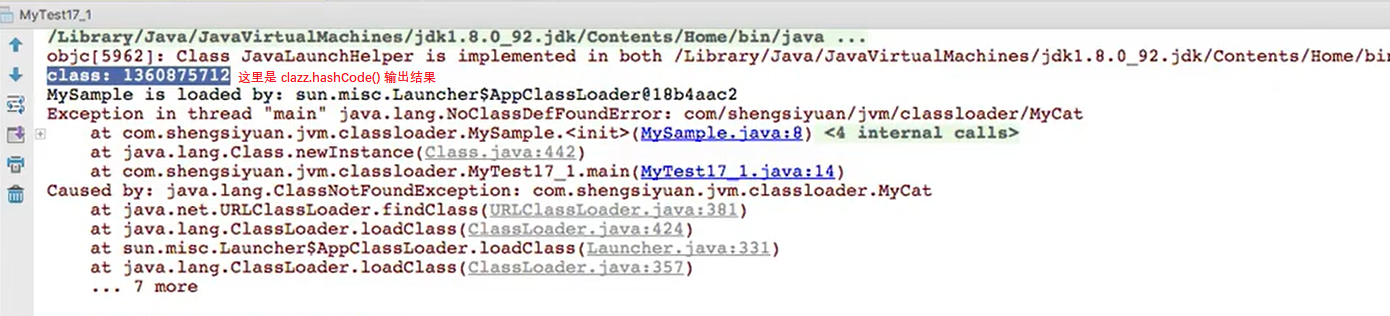 MyTest17_1
/Library/Java/JavaVirtualMachines/jdk1.8.0_92.jdk/Contents/Home/bin/java ...
objc[5962]: Class JavaLaunchHelper is implemented in both /Library/Java/JavaVirtualMachines/jdk1.8.0_92.jdk/Contents/Home/bin
class: 1360875712 这里是 clazz.hashCode() 输出结果
MySample is loaded by: sun.misc.Launcher$AppClassLoader@18b4aac2
Exception in thread "main" java.lang.NoClassDefFoundError: com/shengsiyuan/jvm/classloader/MyCat
at com.shengsiyuan.jvm.classloader.MySample.<init>(MySample.java:8) <4 internal calls>
at java.lang.Class.newInstance(Class.java:442)
at com.shengsiyuan.jvm.classloader.MyTest17_1.main(MyTest17_1.java:14)
Caused by: java.lang.ClassNotFoundException: com.shengsiyuan.jvm.classloader.MyCat
at java.net.URLClassLoader.findClass(URLClassLoader.java:381)
at java.lang.ClassLoader.loadClass(ClassLoader.java:424)
at sun.misc.Launcher$AppClassLoader.loadClass(Launcher.java:331)
at java.lang.ClassLoader.loadClass(ClassLoader.java:357)
... 7 more